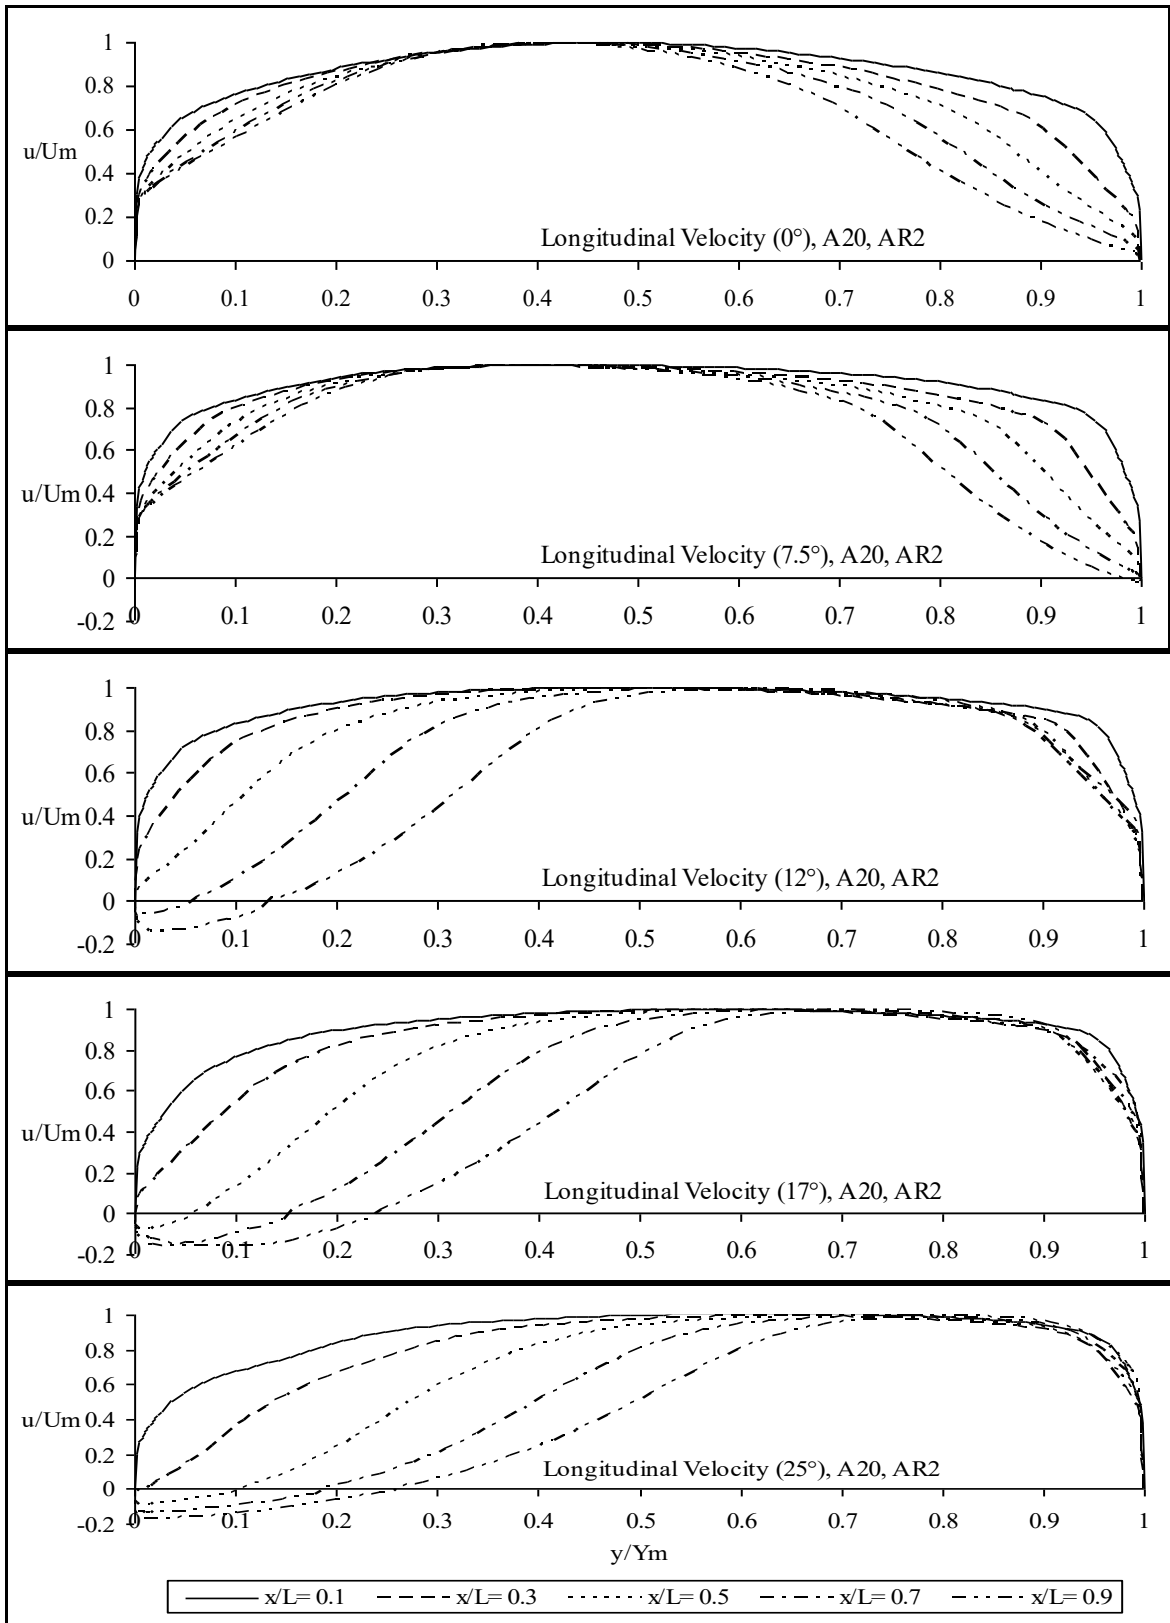 1
0.8
0.6
u/Um
0.4
0.2
0
Longitudinal Velocity (0°), A20, AR2
0 0.1 0.2 0.3 0.4 0.5 0.6 0.7 0.8 0.9 1
1
0.8
0.6
u/Um 0.4
0.2
0
-0.2
Longitudinal Velocity (7.5°), A20, AR2
0 0.1 0.2 0.3 0.4 0.5 0.6 0.7 0.8 0.9 1
1
0.8
0.6
u/Um 0.4
0.2
0
-0.2
Longitudinal Velocity (12°), A20, AR2
0 0.1 0.2 0.3 0.4 0.5 0.6 0.7 0.8 0.9 1
1
0.8
0.6
u/Um 0.4
0.2
0
-0.2
Longitudinal Velocity (17°), A20, AR2
0 0.1 0.2 0.3 0.4 0.5 0.6 0.7 0.8 0.9 1
1
0.8
0.6
u/Um 0.4
0.2
0
-0.2
Longitudinal Velocity (25°), A20, AR2
0 0.1 0.2 0.3 0.4 0.5 0.6 0.7 0.8 0.9 1
y/Ym
x/L= 0.1 x/L= 0.3 x/L= 0.5 x/L= 0.7 x/L= 0.9